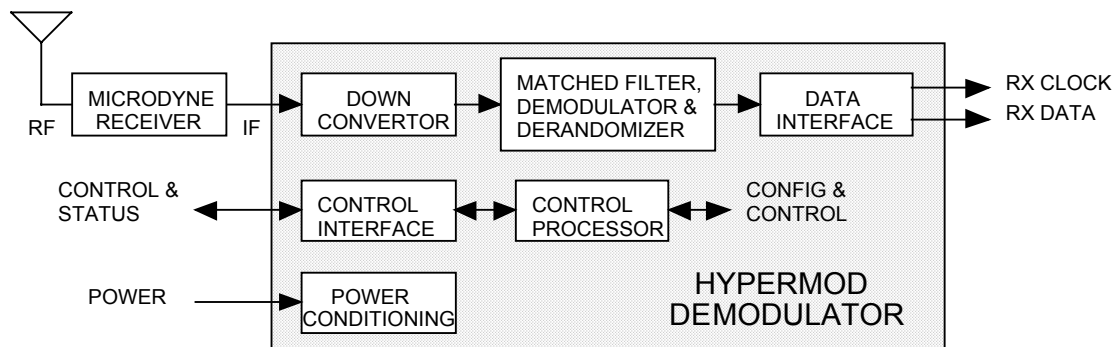 RF
MICRODYNE
RECEIVER
IF
DOWN
CONVERTOR
MATCHED FILTER,
DEMODULATOR &
DERANDOMIZER
DATA
INTERFACE
RX CLOCK
RX DATA
CONTROL &
STATUS
CONTROL
INTERFACE
CONTROL
PROCESSOR
CONFIG &
CONTROL
POWER
POWER
CONDITIONING
HYPERMOD
DEMODULATOR